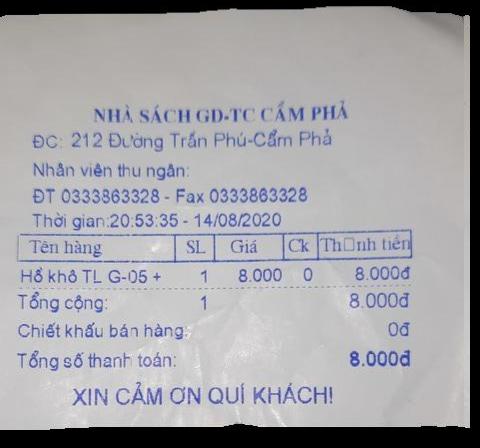 NHÀ SÁCH GD-TC CẨM PHẢ
ĐC: 212 Đường Trần Phú-Cẩm Phả
Nhân viên thu ngân:
ĐT 0333863328 - Fax 0333863328
Thời gian:20:53:35 - 14/08/2020
Tên hàng SL Giá Ck Th□nh tiền
Hồ khô TL G-05 + 1 8.000 0 8.000đ
Tổng cộng: 1 8.000đ
Chiết khấu bán hàng: 0đ
Tổng số thanh toán: 8.000đ
XIN CẢM ƠN QUÍ KHÁCH!